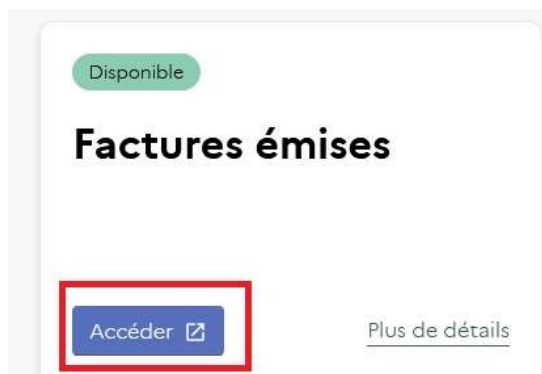 Disponible
Factures émises
Accéder
Plus de détails